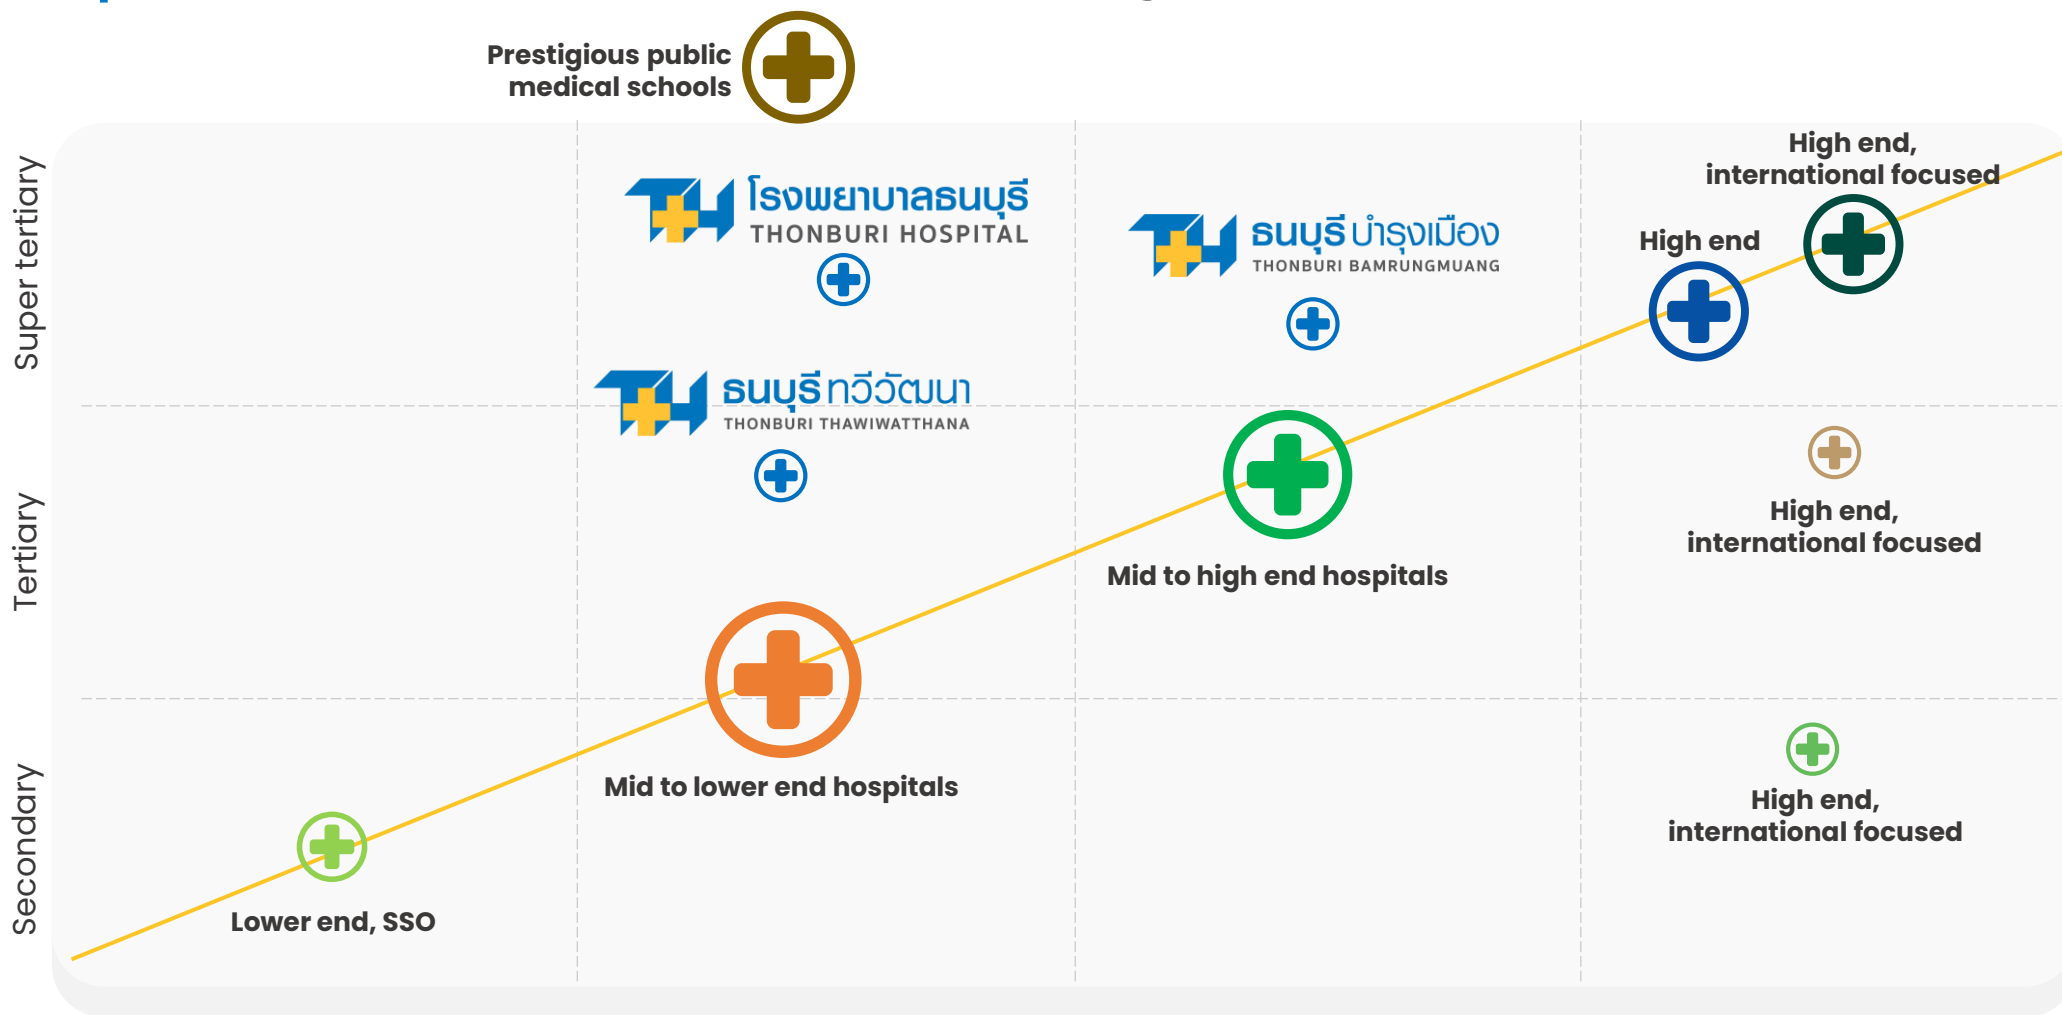 Prestigious public
medical schools
Super tertiary
Tertiary
Secondary
โรงพยาบาลธนบุรี
THONBURI HOSPITAL
ธนบุรี บำรุงเมือง
THONBURI BAMRUNGMUANG
High end,
international focused
High end
ธนบุรี ทวีวัฒนา
THONBURI THAWIWATTHANA
High end,
international focused
Mid to high end hospitals
Mid to lower end hospitals
High end,
international focused
Lower end, SSO